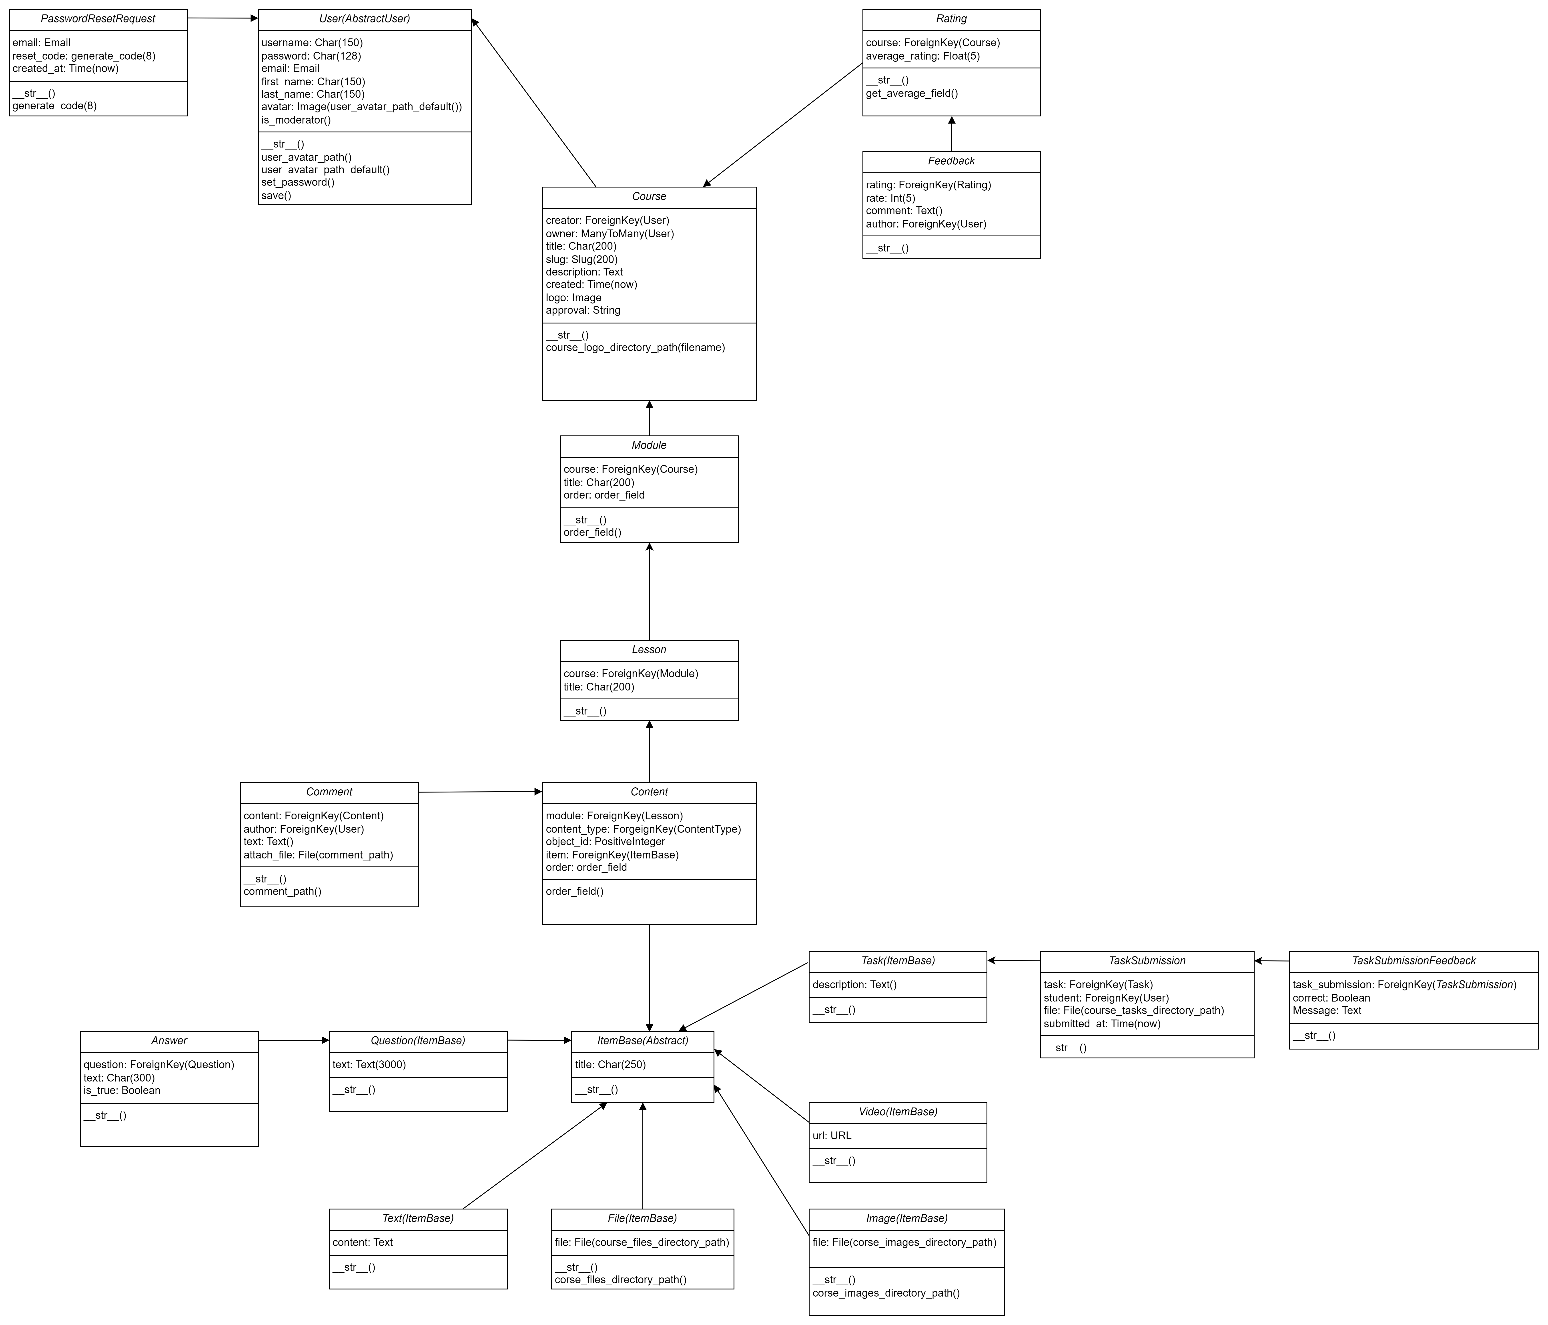 PasswordResetRequest
email: Email
reset_code: generate_code(8)
created_at: Time(now)
__str__()
generate_code(8)
User(AbstractUser)
username: Char(150)
password: Char(128)
email: Email
first_name: Char(150)
last_name: Char(150)
avatar: Image(user_avatar_path_default())
is_moderator()
__str__()
user_avatar_path()
user_avatar_path_default()
set_password()
save()
Rating
course: ForeignKey(Course)
average_rating: Float(5)
__str__()
get_average_field()
Feedback
rating: ForeignKey(Rating)
rate: Int(5)
comment: Text()
author: ForeignKey(User)
__str__()
Course
creator: ForeignKey(User)
owner: ManyToMany(User)
title: Char(200)
slug: Slug(200)
description: Text
created: Time(now)
logo: Image
approval: String
__str__()
course_logo_directory_path(filename)
Module
course: ForeignKey(Course)
title: Char(200)
order: order_field
__str__()
order_field()
Lesson
course: ForeignKey(Module)
title: Char(200)
__str__()
Comment
content: ForeignKey(Content)
author: ForeignKey(User)
text: Text()
attach_file: File(comment_path)
__str__()
comment_path()
Content
module: ForeignKey(Lesson)
content_type: ForgeignKey(ContentType)
object_id: PositiveInteger
item: ForeignKey(ItemBase)
order: order_field
order_field()
Task(ItemBase)
description: Text()
__str__()
TaskSubmission
task: ForeignKey(Task)
student: ForeignKey(User)
file: File(course_tasks_directory_path)
submitted_at: Time(now)
__str__()
TaskSubmissionFeedback
task_submission: ForeignKey(TaskSubmission)
correct: Boolean
Message: Text
__str__()
Answer
question: ForeignKey(Question)
text: Char(300)
is_true: Boolean
__str__()
Question(ItemBase)
text: Text(3000)
__str__()
ItemBase(Abstract)
title: Char(250)
__str__()
Video(ItemBase)
url: URL
__str__()
Text(ItemBase)
content: Text
__str__()
File(ItemBase)
file: File(course_files_directory_path)
__str__()
corse_files_directory_path()
Image(ItemBase)
file: File(corse_images_directory_path)
__str__()
corse_images_directory_path()